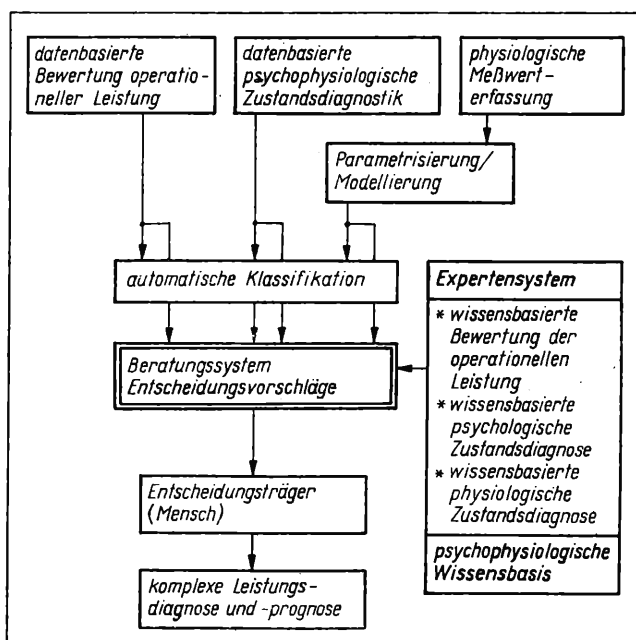 datenbasierte
Bewertung operatio-
neller Leistung
datenbasierte
psychophysiologische
Zustandsdiagnostik
physiologische
Meßwert-
erfassung
Parametrisierung/
Modellierung
automatische Klassifikation
Beratungssystem
Entscheidungsvorschläge
Expertensystem
* wissensbasierte
Bewertung der
operationellen
Leistung
* wissensbasierte
psychologische
Zustandsdiagnose
* wissensbasierte
physiologische
Zustandsdiagnose
psychophysiologische
Wissensbasis
Entscheidungsträger
(Mensch)
komplexe Leistungs-
diagnose und -prognose